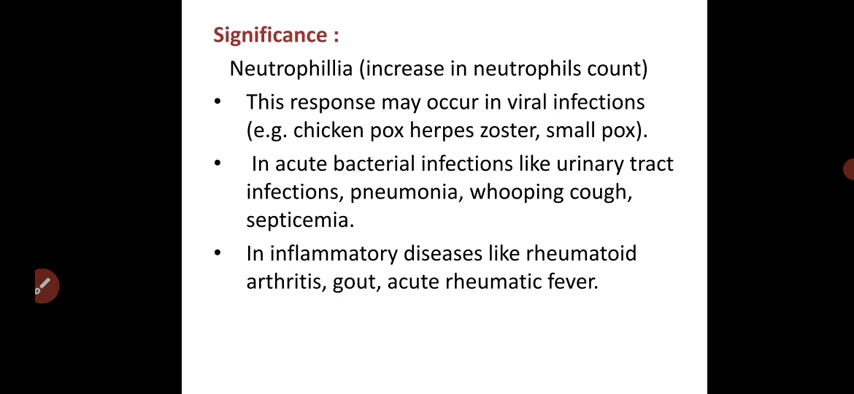 Significance :
Neutrophillia (increase in neutrophils count)
• This response may occur in viral infections
(e.g. chicken pox herpes zoster, small pox).
• In acute bacterial infections like urinary tract
infections, pneumonia, whooping cough,
septicemia.
• In inflammatory diseases like rheumatoid
arthritis, gout, acute rheumatic fever.